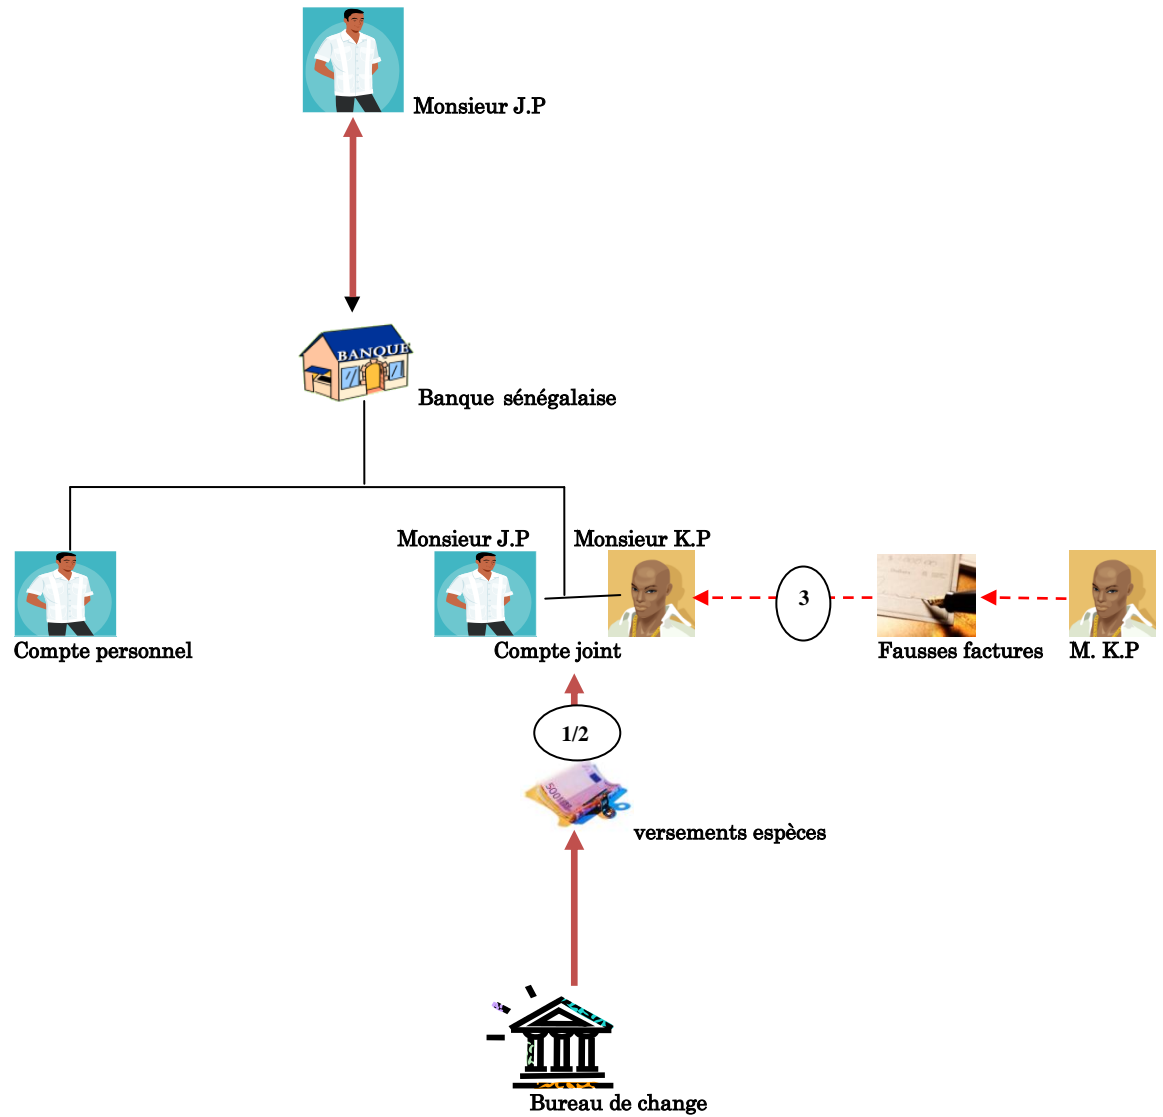 Monsieur J.P
BANQUE
Banque sénégalaise
Monsieur J.P
Monsieur K.P
3
Compte personnel
Compte joint
Fausses factures
M. K.P
1/2
500
versements espèces
Bureau de change